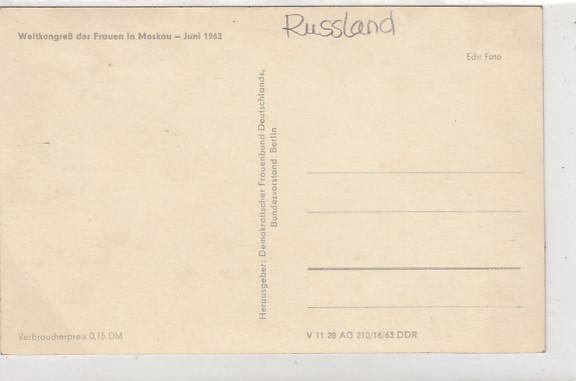 Weltkongreß der Frauen in Moskau – Juni 1963
Russland
Echt Foto
Herausgeber: Demokratischer Frauenbund Deutschlands,
Bundesvorstand Berlin
Verbraucherpreis 0,15 DM
V 11 28 AG 210/16/63 DDR